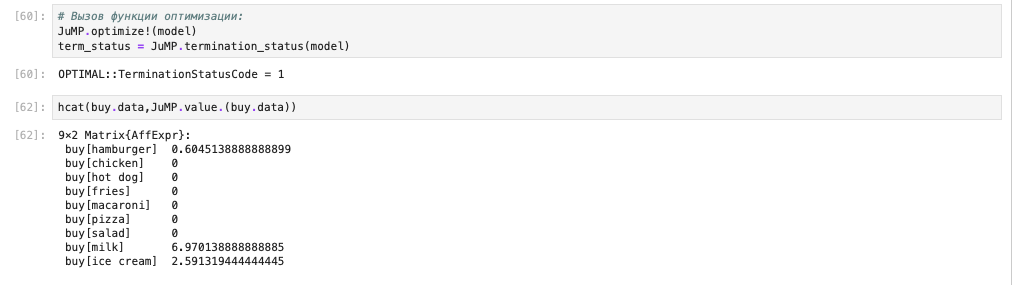 [60]: # Вызов функции оптимизации:
JuMP.optimize!(model)
term_status = JuMP.termination_status(model)
[60]: OPTIMAL::TerminationStatusCode = 1
[62]: hcat(buy.data,JuMP.value.(buy.data))
[62]: 9×2 Matrix{AffExpr}:
buy[hamburger]  0.6045138888888899
buy[chicken]    0
buy[hot dog]    0
buy[fries]      0
buy[macaroni]   0
buy[pizza]      0
buy[salad]      0
buy[milk]       6.970138888888885
buy[ice cream]  2.591319444444445